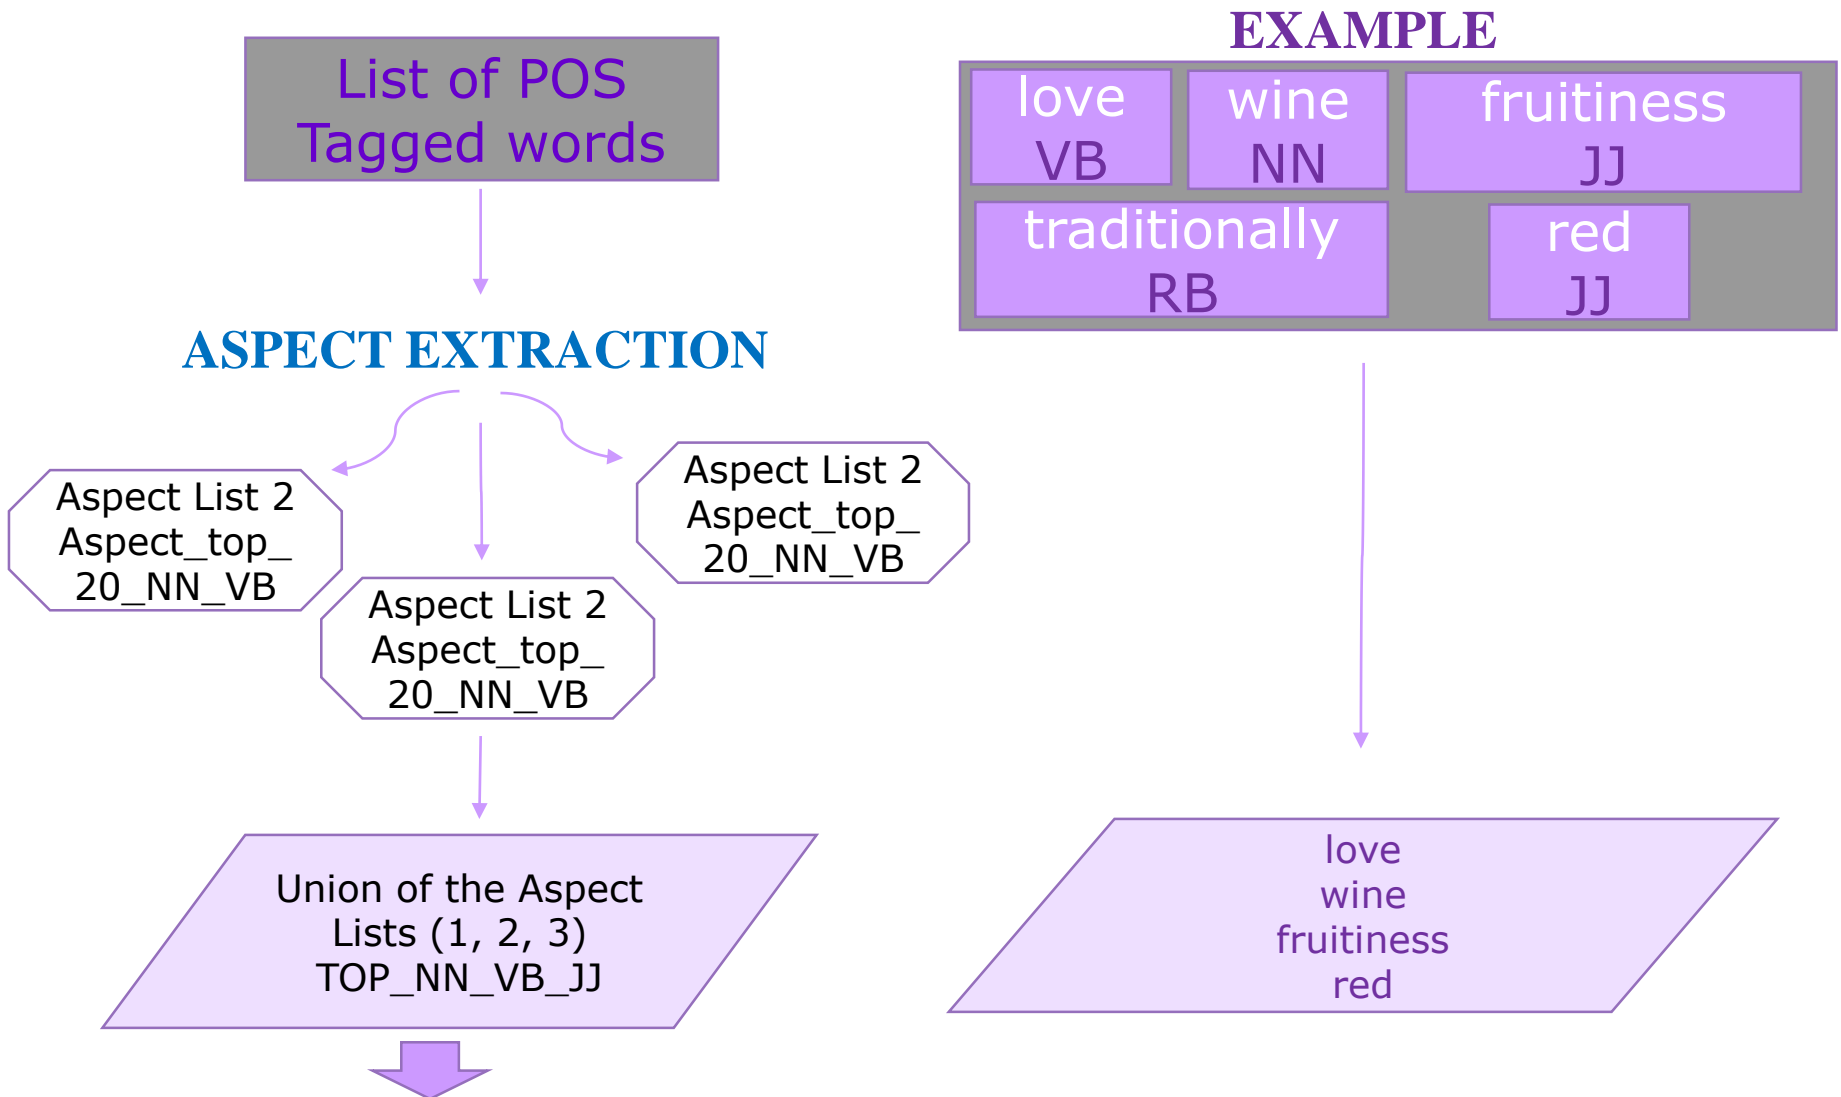 List of POS
Tagged words
ASPECT EXTRACTION
Aspect List 2
Aspect_top_
20_NN_VB
Aspect List 2
Aspect_top_
20_NN_VB
Aspect List 2
Aspect_top_
20_NN_VB
Union of the Aspect
Lists (1, 2, 3)
TOP_NN_VB_JJ
EXAMPLE
love
VB
wine
NN
fruitiness
JJ
traditionally
RB
red
JJ
love
wine
fruitiness
red